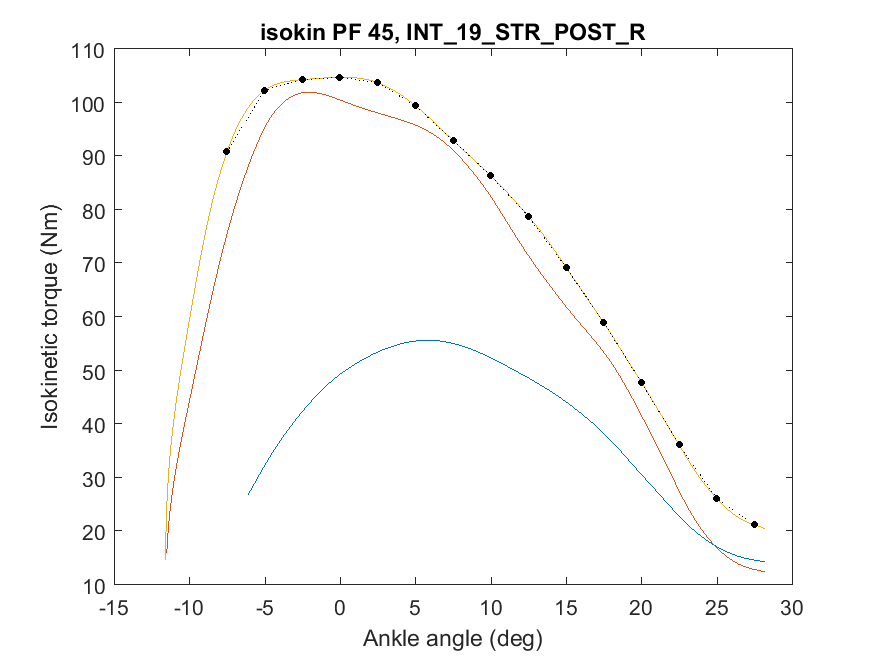 isokin PF 45, INT_19_STR_POST_R
110
100
90
80
70
60
50
40
30
20
10
Isokinetic torque (Nm)
-15 -10 -5 0 5 10 15 20 25 30
Ankle angle (deg)